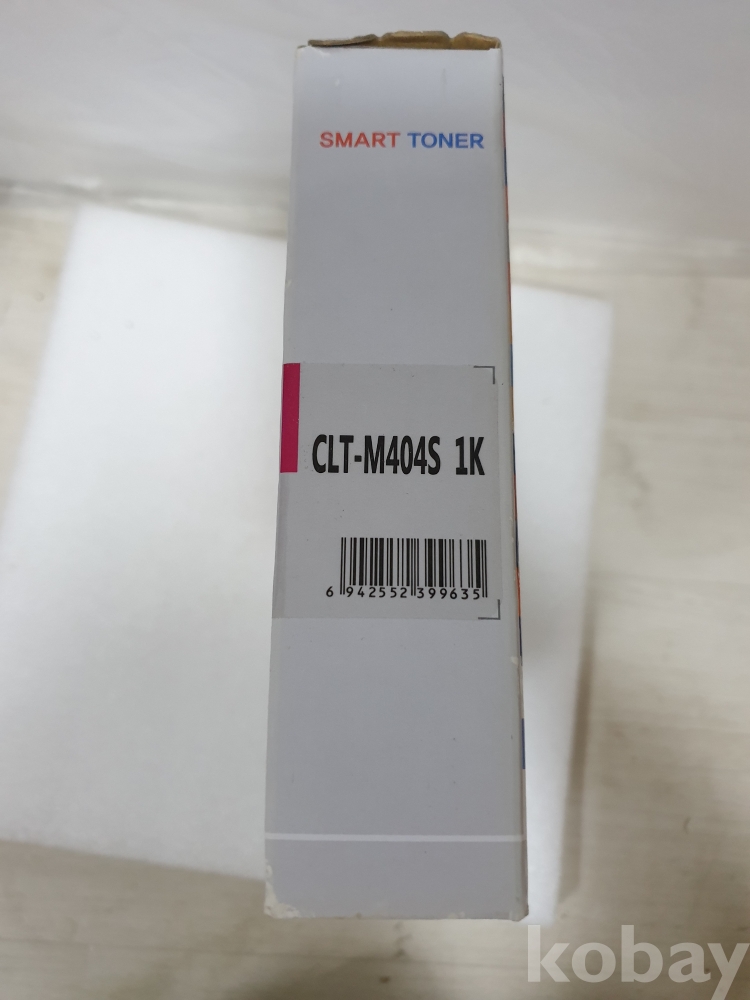 SMART TONER
CLT-M404S 1K
6 942552 399635
kobay